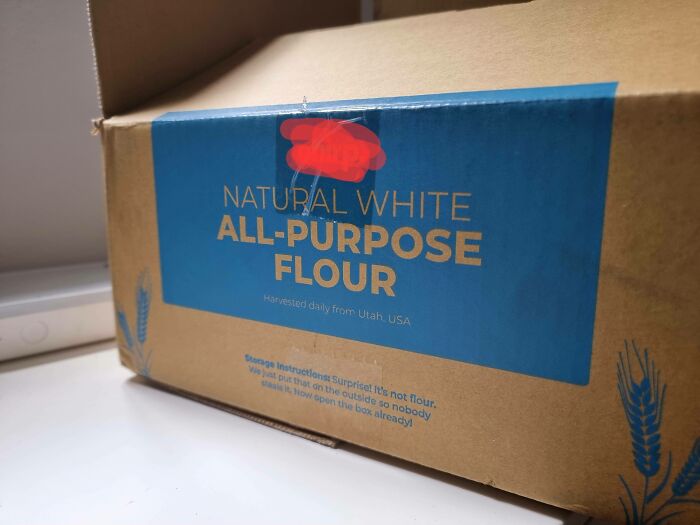 NATURAL WHITE
ALL-PURPOSE
FLOUR
Harvested daily from Utah, USA
Storage Instructions: Surprise! It's not flour.
We just put that on the outside so nobody
steals it. Now open the box already!